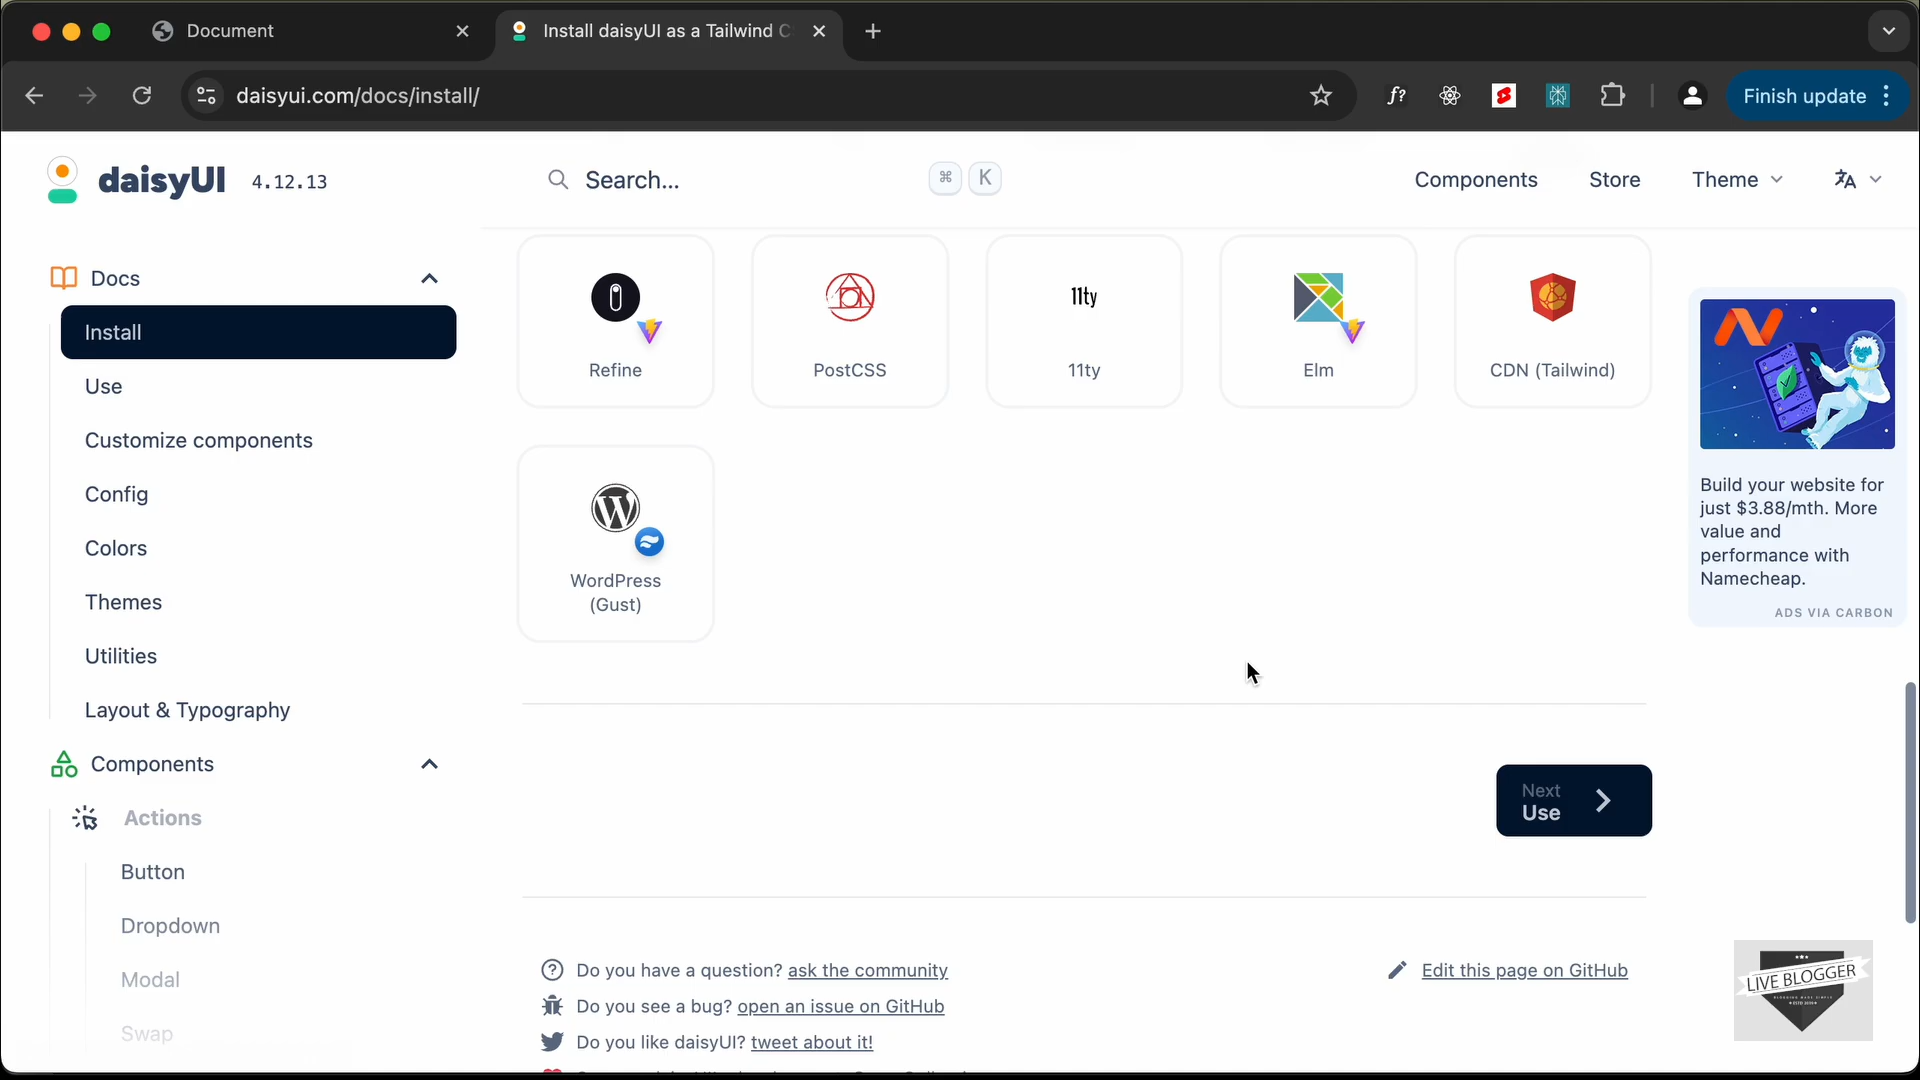 Document
Install daisyUI as a Tailwind C
daisyui.com/docs/install/
f?
Finish update
daisyUI 4.12.13
Search...
⌘ K
Components
Store
Theme
Docs
Install
Use
Customize components
Config
Colors
Themes
Utilities
Layout & Typography
Components
Actions
Button
Dropdown
Modal
Swap
Refine
PostCSS
11ty
11ty
Elm
CDN (Tailwind)
WordPress
(Gust)
Next
Use
Do you have a question? ask the community
Do you see a bug? open an issue on GitHub
Do you like daisyUI? tweet about it!
Edit this page on GitHub
Build your website for
just $3.88/mth. More
value and
performance with
Namecheap.
ADS VIA CARBON
LIVE BLOGGER